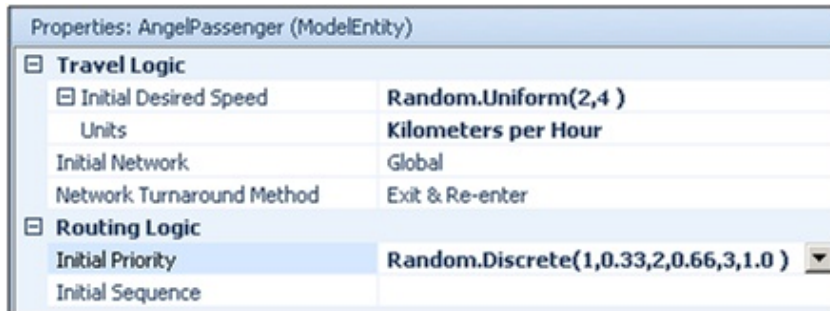 Properties: AngelPassenger (ModelEntity)
Travel Logic
Initial Desired Speed Random.Uniform(2,4 )
Units Kilometers per Hour
Initial Network Global
Network Turnaround Method Exit & Re-enter
Routing Logic
Initial Priority Random.Discrete(1,0.33,2,0.66,3,1.0 )
Initial Sequence